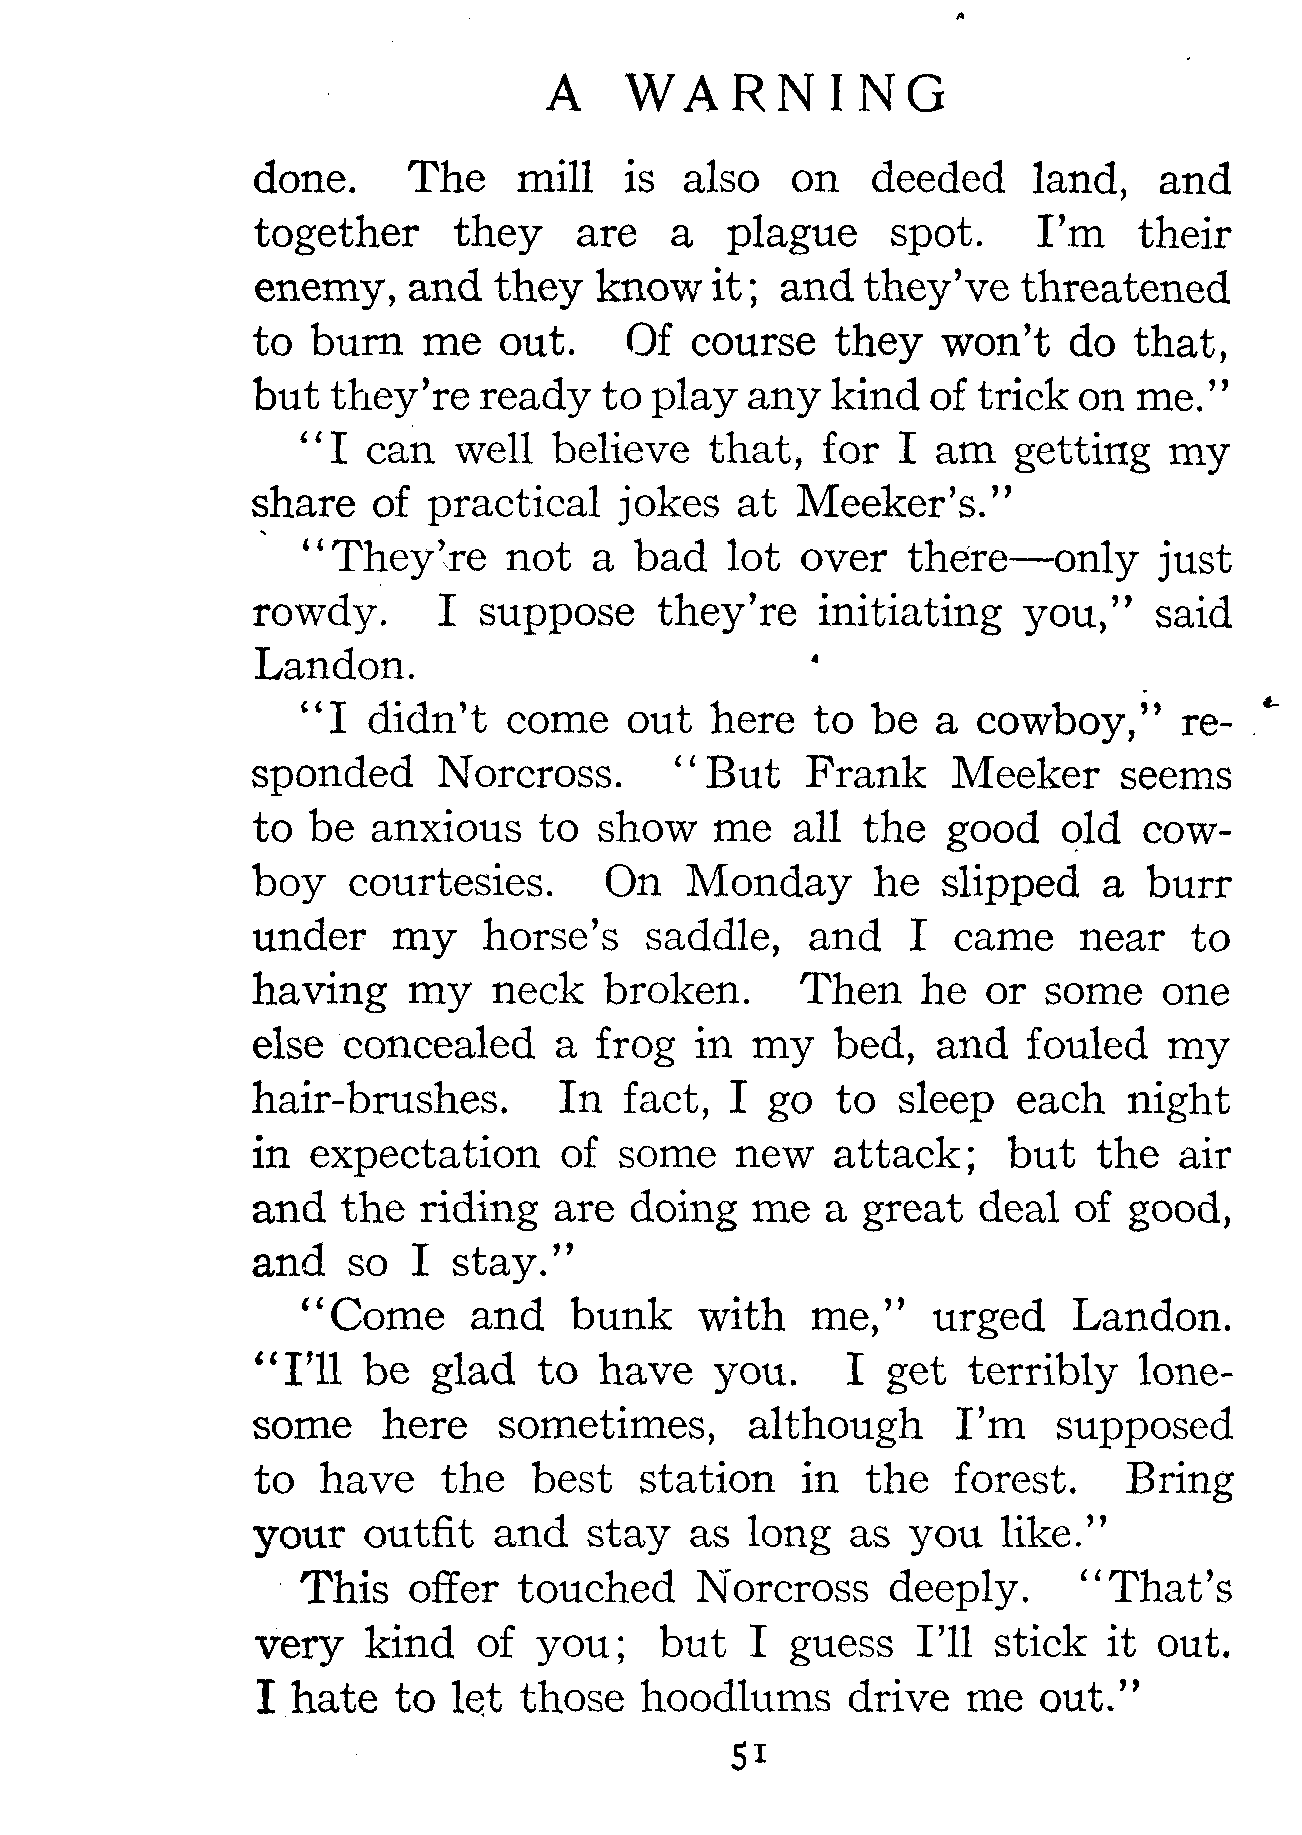 A WARNING
done. The mill is also on deeded land, and
together they are a plague spot. I'm their
enemy, and they know it; and they've threatened
to burn me out. Of course they won't do that,
but they're ready to play any kind of trick on me."
"I can well believe that, for I am getting my
share of practical jokes at Meeker's."
"They're not a bad lot over there—only just
rowdy. I suppose they're initiating you," said
Landon.
"I didn't come out here to be a cowboy," re-
sponded Norcross. "But Frank Meeker seems
to be anxious to show me all the good old cow-
boy courtesies. On Monday he slipped a burr
under my horse's saddle, and I came near to
having my neck broken. Then he or some one
else concealed a frog in my bed, and fouled my
hair-brushes. In fact, I go to sleep each night
in expectation of some new attack; but the air
and the riding are doing me a great deal of good,
and so I stay."
"Come and bunk with me," urged Landon.
"I'll be glad to have you. I get terribly lone-
some here sometimes, although I'm supposed
to have the best station in the forest. Bring
your outfit and stay as long as you like."
This offer touched Norcross deeply. "That's
very kind of you; but I guess I'll stick it out.
I hate to let those hoodlums drive me out."
51